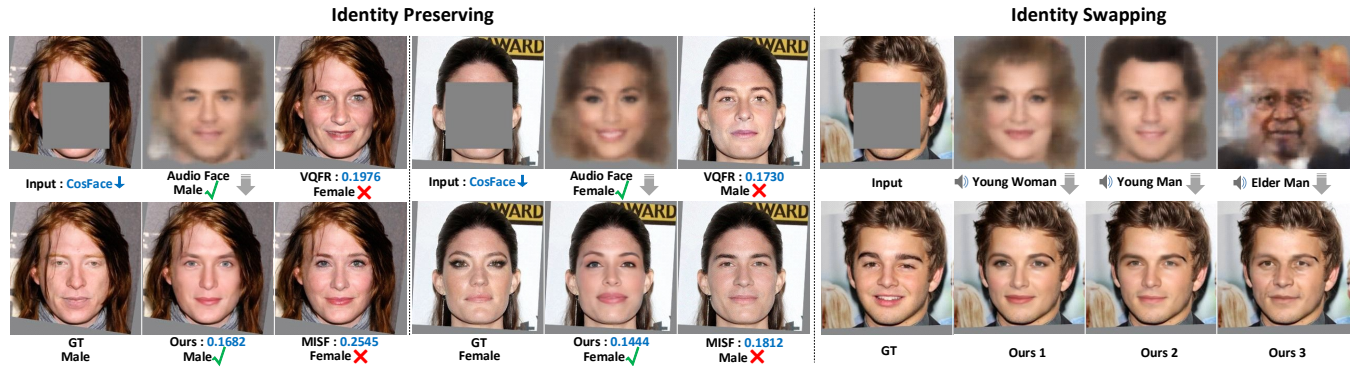 Identity Preserving
Identity Swapping
AWARD
AWARD
Input : CosFace
Audio Face
Male
VQFR : 0.1976
Female
Input : CosFace
Audio Face
Female
VQFR : 0.1730
Male
Input
Young Woman
Young Man
Elder Man
AWARD
AWARD
AWARD
GT
Male
Ours : 0.1682
Male
MISF : 0.2545
Female
GT
Female
Ours : 0.1444
Female
MISF : 0.1812
Male
GT
Ours 1
Ours 2
Ours 3